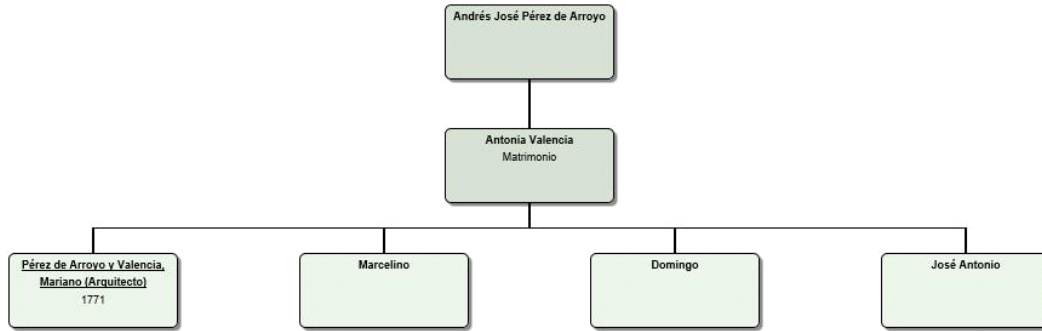 Andrés José Pérez de Arroyo
Antonia Valencia
Matrimonio
Pérez de Arroyo y Valencia,
Mariano (Arquitecto)
1771
Marcelino
Domingo
José Antonio